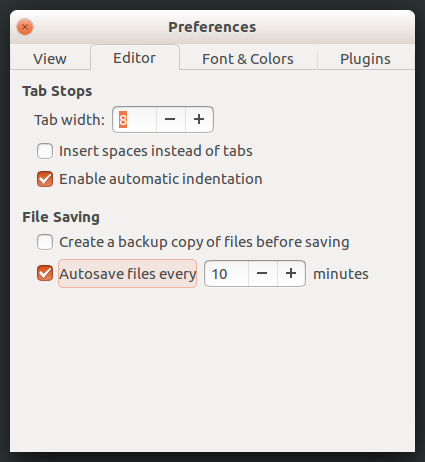 Preferences
View Editor Font & Colors Plugins
Tab Stops
Tab width: 8
Insert spaces instead of tabs
Enable automatic indentation
File Saving
Create a backup copy of files before saving
Autosave files every 10 minutes